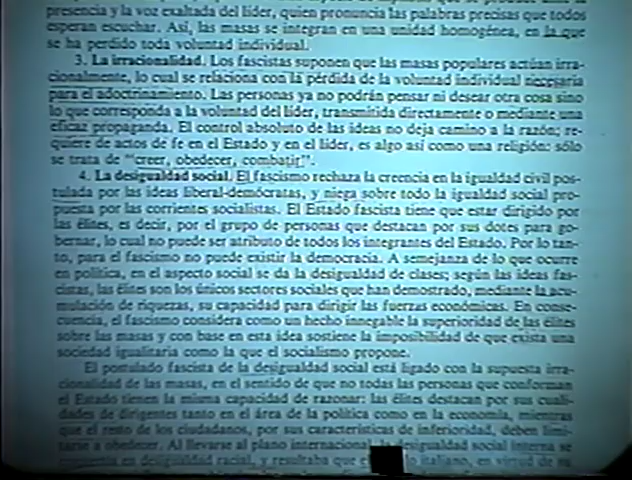 presencia y la voz exaltada del líder, quien pronuncia las palabras precisas que todos
esperan escuchar. Así, las masas se integran en una unidad homogénea, en la que
se ha perdido toda voluntad individual.
3. La irracionalidad. Los fascistas suponen que las masas populares actúan irra-
cionalmente, lo cual se relaciona con la pérdida de la voluntad individual necesaria
para el adoctrinamiento. Las personas ya no podrán pensar ni desear otra cosa sino
lo que corresponda a la voluntad del líder, transmitida directamente o mediante una
eficaz propaganda. El control absoluto de las ideas no deja camino a la razón; re-
quiere de actos de fe en el Estado y en el líder, es algo así como una religión: sólo
se trata de "creer, obedecer, combatir".
4. La desigualdad social. El fascismo rechaza la creencia en la igualdad civil pos-
tulada por las ideas liberal-demócratas, y niega sobre todo la igualdad social pro-
puesta por las corrientes socialistas. El Estado fascista tiene que estar dirigido por
las élites, es decir, por el grupo de personas que destacan por sus dotes para go-
bernar, lo cual no puede ser atributo de todos los integrantes del Estado. Por lo tan-
to, para el fascismo no puede existir la democracia. A semejanza de lo que ocurre
en política, en el aspecto social se da la desigualdad de clases; según las ideas fas-
cistas, las élites son los únicos sectores sociales que han demostrado, mediante la acu-
mulación de riquezas, su capacidad para dirigir las fuerzas económicas. En conse-
cuencia, el fascismo considera como un hecho innegable la superioridad de las élites
sobre las masas y con base en esta idea sostiene la imposibilidad de que exista una
sociedad igualitaria como la que el socialismo propone.
El postulado fascista de la desigualdad social está ligado con la supuesta irra-
cionalidad de las masas, en el sentido de que no todas las personas que conforman
el Estado tienen la misma capacidad de razonar: las élites destacan por sus cuali-
dades de dirigentes tanto en el área de la política como en la economía, mientras
que el resto de los ciudadanos, por sus características de inferioridad, deben limi-
tarse a obedecer. Al llevarse al plano internacional, la desigualdad social interna se
en desigualdad racial, y resultaba que el italiano, en virtud de su